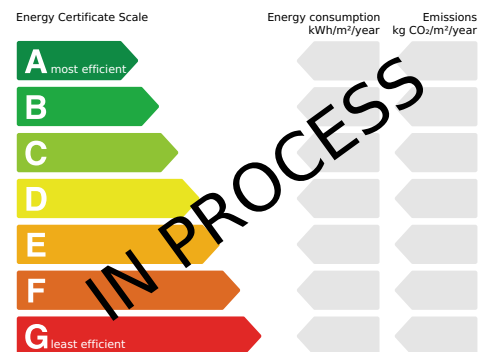 Energy Certificate Scale
Energy consumption
kWh/m²/year
Emissions
kg CO₂/m²/year
A most efficient
B
C
D
E
F
G least efficient
IN PROCESS